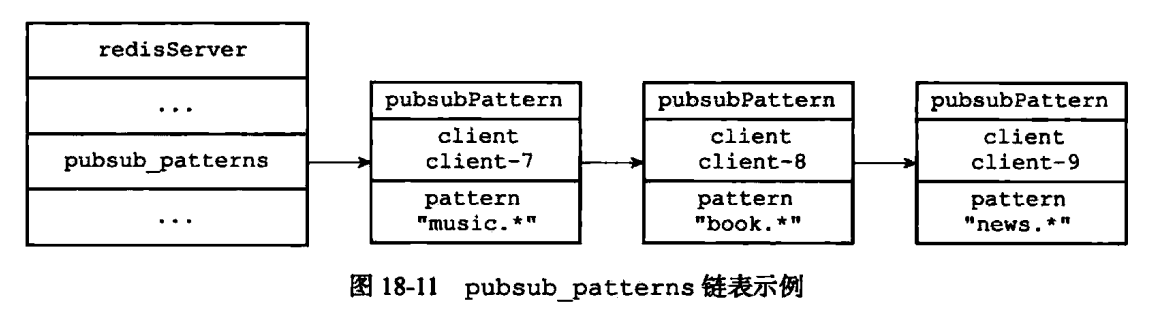 redisServer
...
pubsub_patterns
...
pubsubPattern
client
client-7
pattern
"music.*"
pubsubPattern
client
client-8
pattern
"book.*"
pubsubPattern
client
client-9
pattern
"news.*"
图 18-11 pubsub_patterns 链表示例